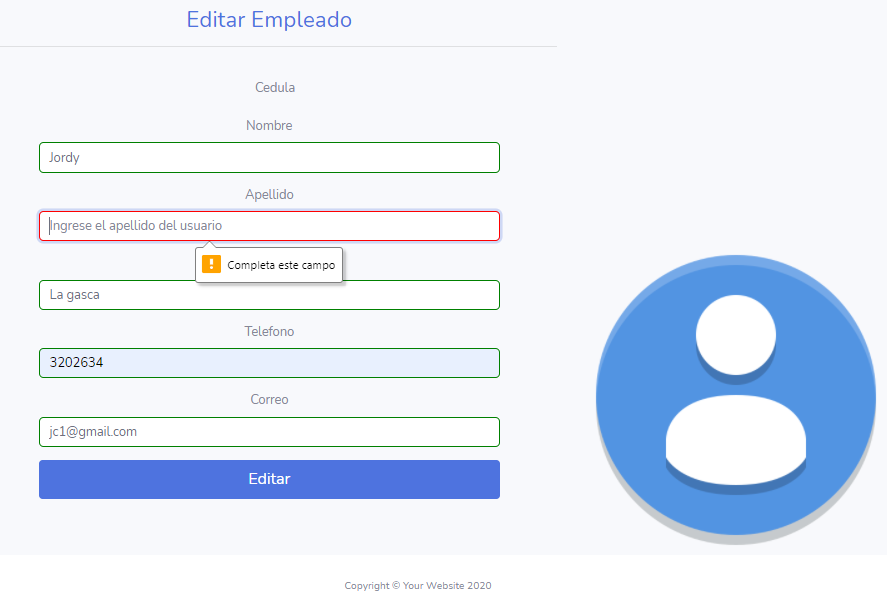 Editar Empleado
Cedula
Nombre
Jordy
Apellido
Ingrese el apellido del usuario
Completa este campo
La gasca
Telefono
3202634
Correo
jc1@gmail.com
Editar
Copyright © Your Website 2020